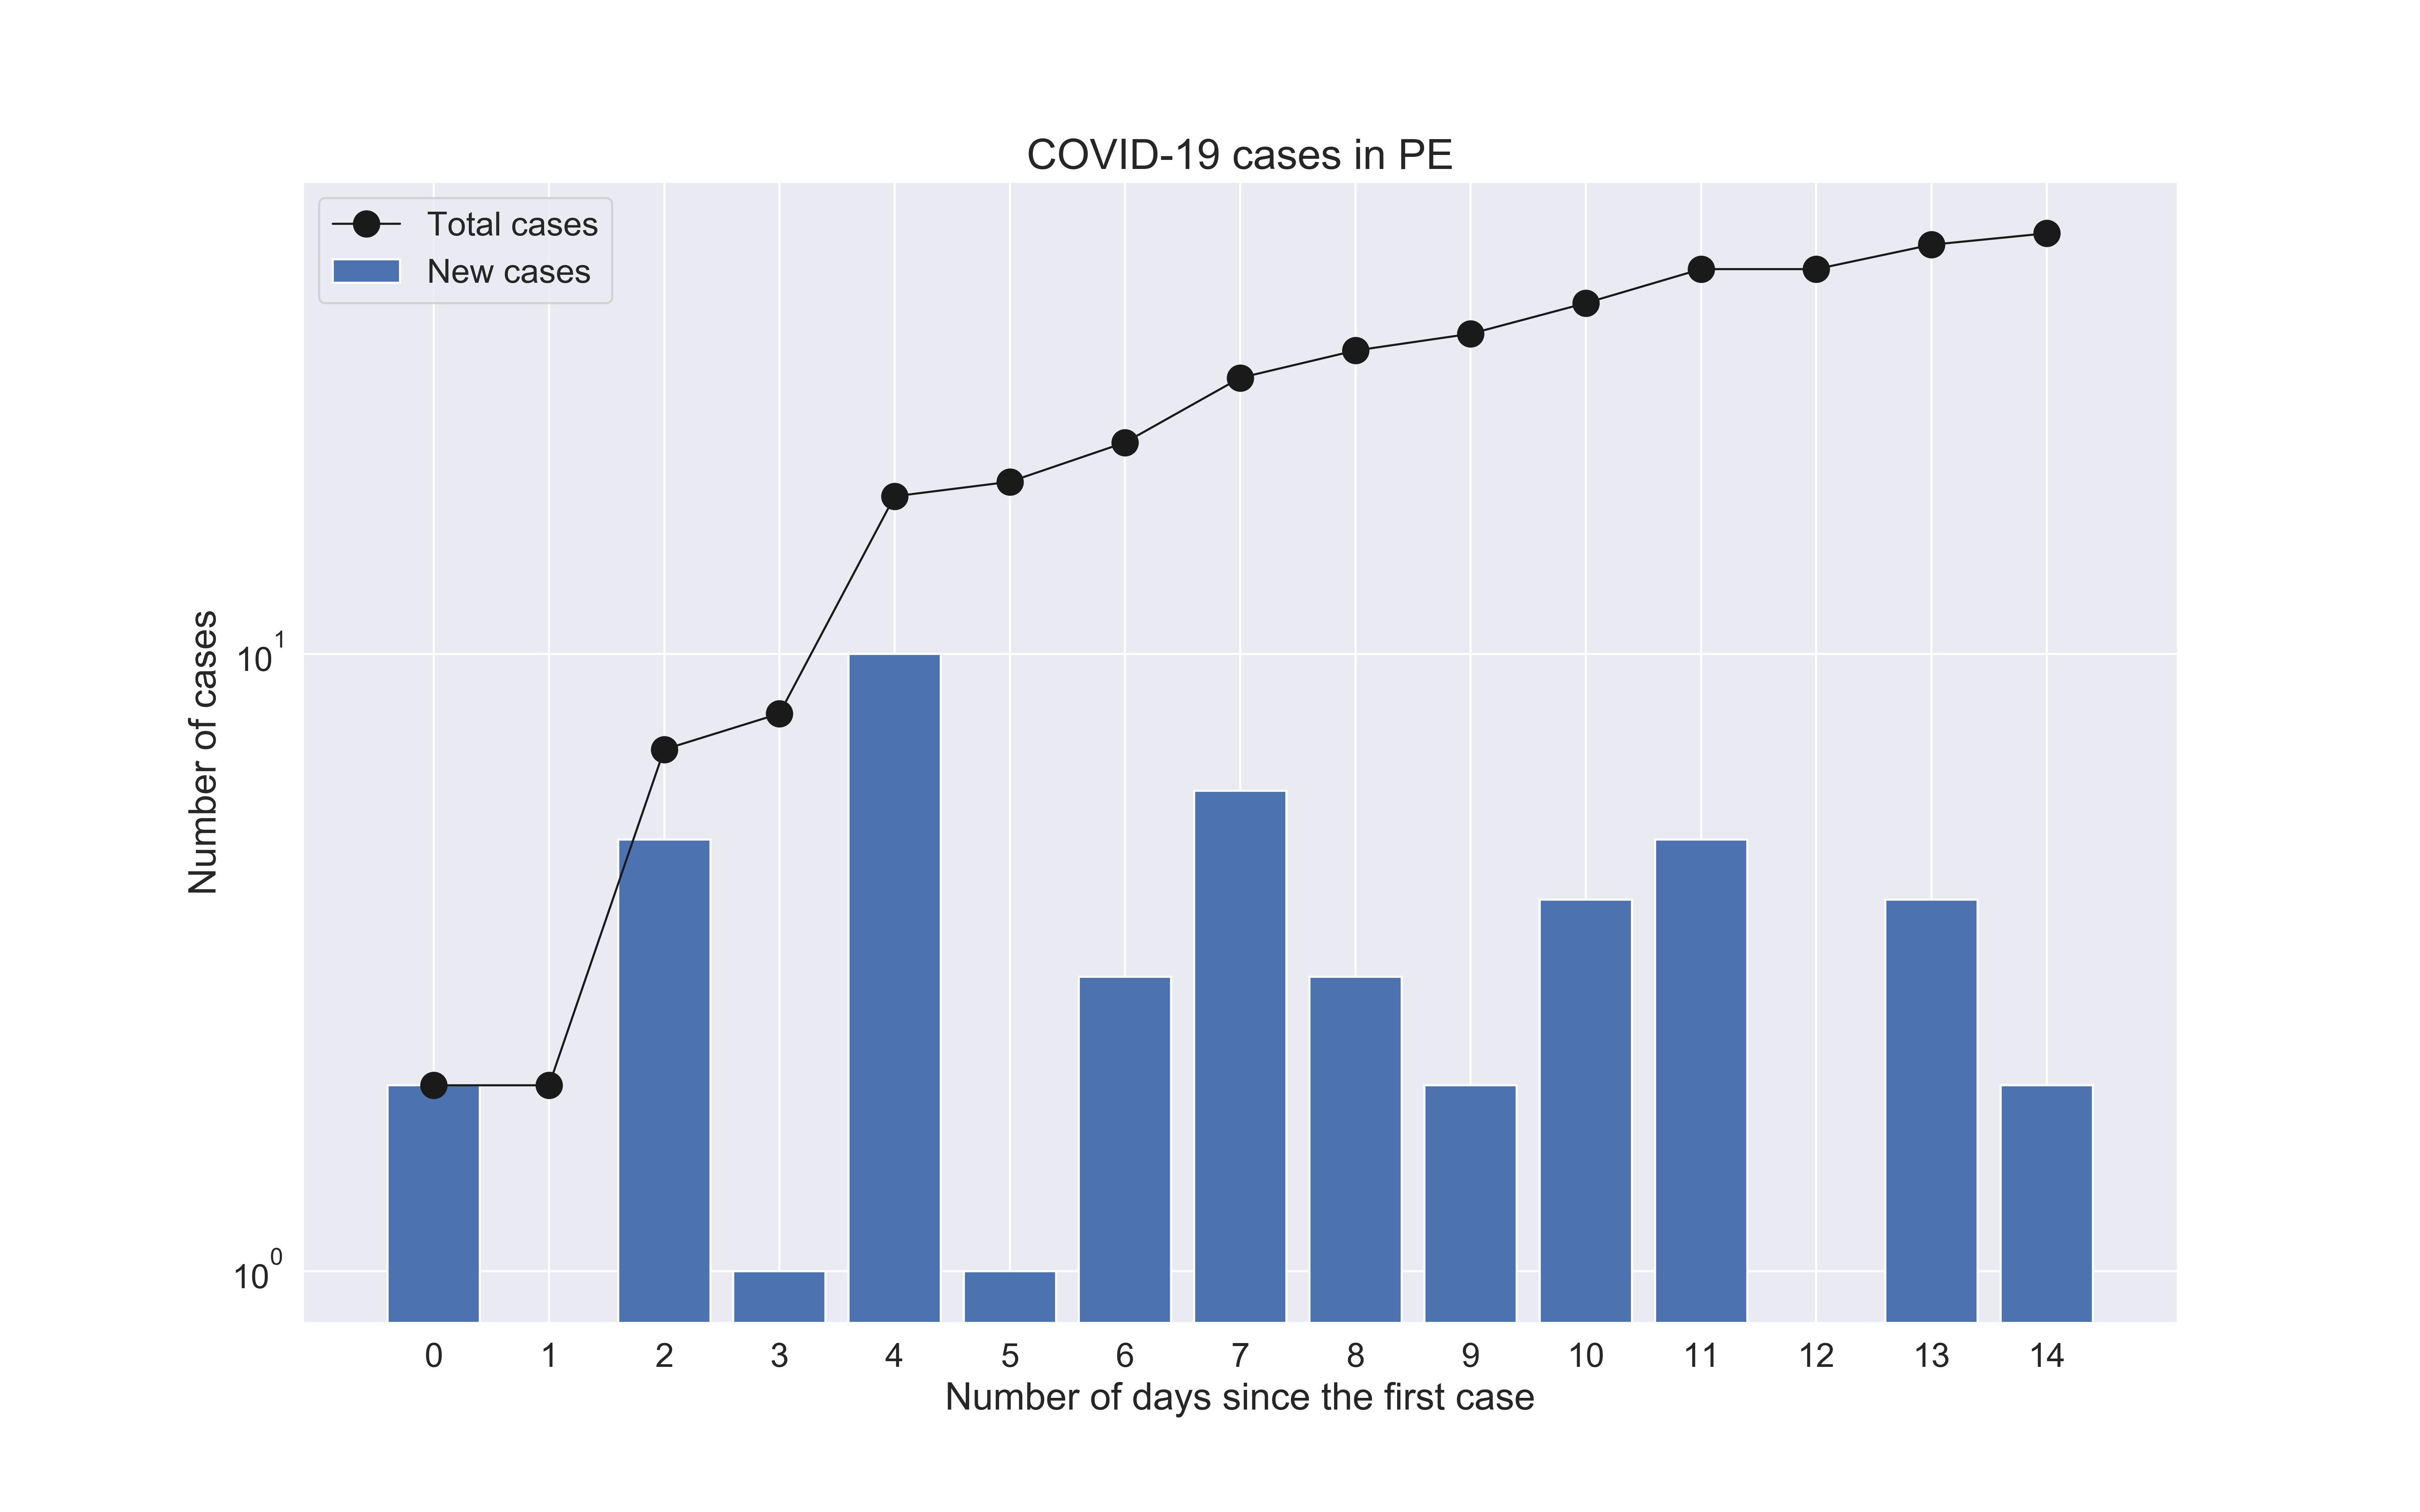 COVID-19 cases in PE
Total cases
New cases
Number of cases
10^1
10^0
0 1 2 3 4 5 6 7 8 9 10 11 12 13 14
Number of days since the first case